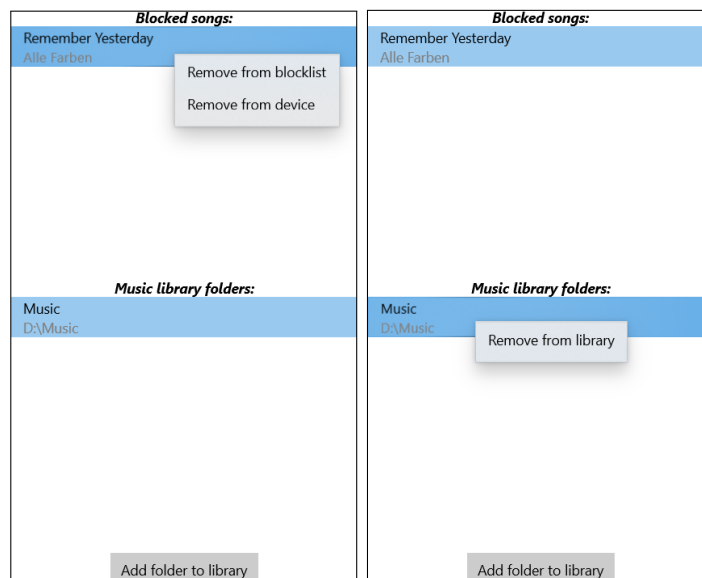 Blocked songs:
Remember Yesterday
Alle Farben
Remove from blocklist
Remove from device
Music library folders:
Music
D:\Music
Add folder to library
Blocked songs:
Remember Yesterday
Alle Farben
Music library folders:
Music
D:\Music
Remove from library
Add folder to library